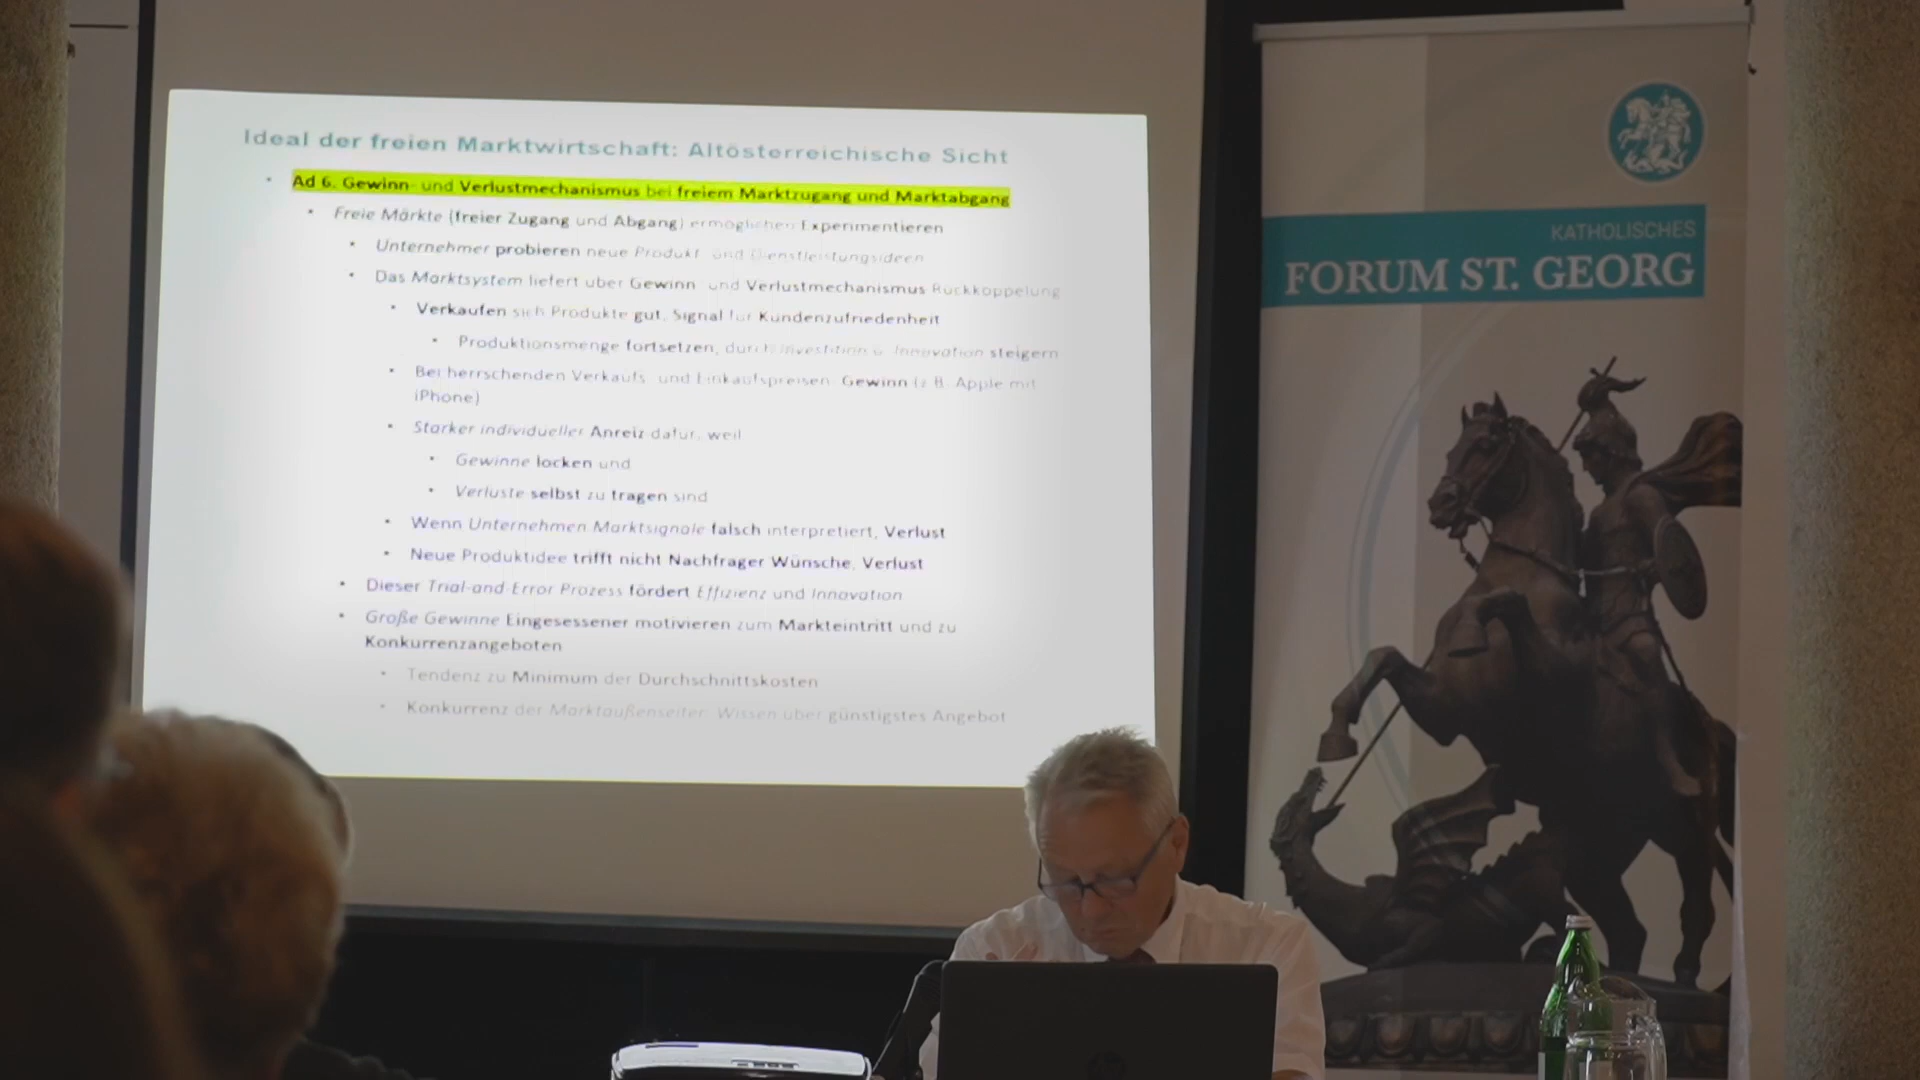 Ideal der freien Marktwirtschaft: Altösterreichische Sicht
Ad 6. Gewinn- und Verlustmechanismus bei freiem Marktzugang und Marktabgang
Freie Märkte (freier Zugang und Abgang) ermöglichen Experimentieren
Unternehmer probieren neue Produkt- und Dienstleistungsideen
Das Marktsystem liefert über Gewinn- und Verlustmechanismus Rückkoppelung
Verkaufen sich Produkte gut, Signal für Kundenzufriedenheit
Produktionsmenge fortsetzen, durch Investition u. Innovation steigern
Bei herrschenden Verkaufs- und Einkaufspreisen: Gewinn (z.B. Apple mit
iPhone)
Starker individueller Anreiz dafür, weil
Gewinne locken und
Verluste selbst zu tragen sind
Wenn Unternehmen Marktsignale falsch interpretiert, Verlust
Neue Produktidee trifft nicht Nachfrager Wünsche, Verlust
Dieser Trial-and-Error Prozess fördert Effizienz und Innovation
Große Gewinne Eingesessener motivieren zum Markteintritt und zu
Konkurrenzangeboten
Tendenz zu Minimum der Durchschnittskosten
Konkurrenz der Marktaußenseiter: Wissen über günstigstes Angebot
KATHOLISCHES
FORUM ST. GEORG